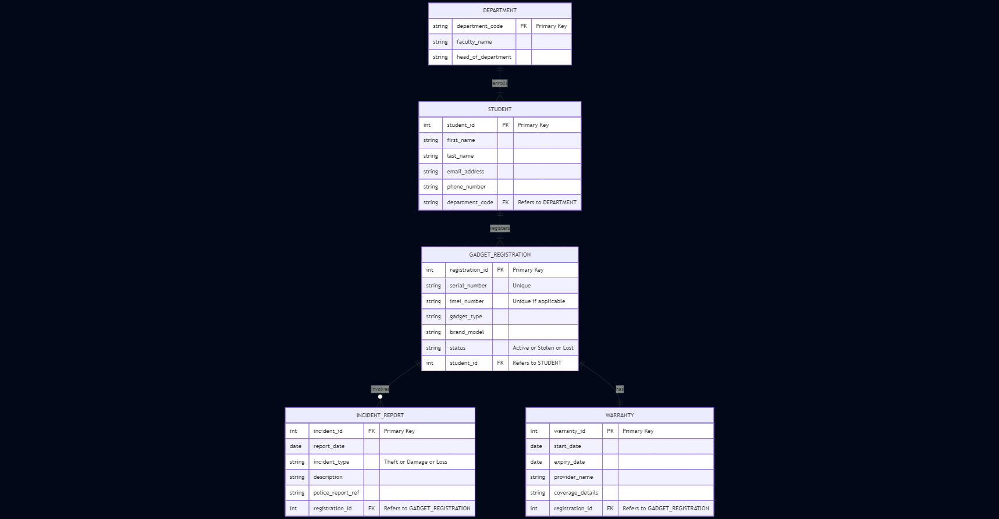 DEPARTMENT
string department_code PK Primary Key
string faculty_name
string head_of_department
enrolls
STUDENT
int student_id PK Primary Key
string first_name
string last_name
string email_address
string phone_number
string department_code FK Refers to DEPARTMENT
registers
GADGET_REGISTRATION
int registration_id PK Primary Key
string serial_number Unique
string imei_number Unique if applicable
string gadget_type
string brand_model
string status Active or Stolen or Lost
int student_id FK Refers to STUDENT
involves
has
INCIDENT_REPORT
int incident_id PK Primary Key
date report_date
string incident_type Theft or Damage or Loss
string description
string police_report_ref
int registration_id FK Refers to GADGET_REGISTRATION
WARRANTY
int warranty_id PK Primary Key
date start_date
date expiry_date
string provider_name
string coverage_details
int registration_id FK Refers to GADGET_REGISTRATION